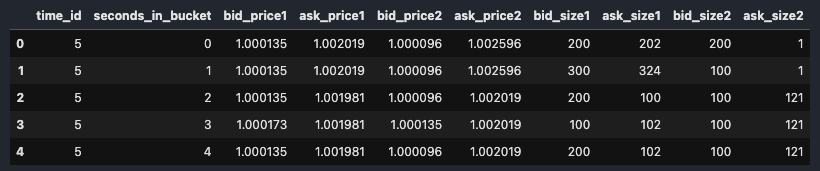 time_id seconds_in_bucket bid_price1 ask_price1 bid_price2 ask_price2 bid_size1 ask_size1 bid_size2 ask_size2
0 5 0 1.000135 1.002019 1.000096 1.002596 200 202 200 1
1 5 1 1.000135 1.002019 1.000096 1.002596 300 324 100 1
2 5 2 1.000135 1.001981 1.000096 1.002019 200 100 100 121
3 5 3 1.000173 1.001981 1.000135 1.002019 100 102 100 121
4 5 4 1.000135 1.001981 1.000096 1.002019 200 102 100 121